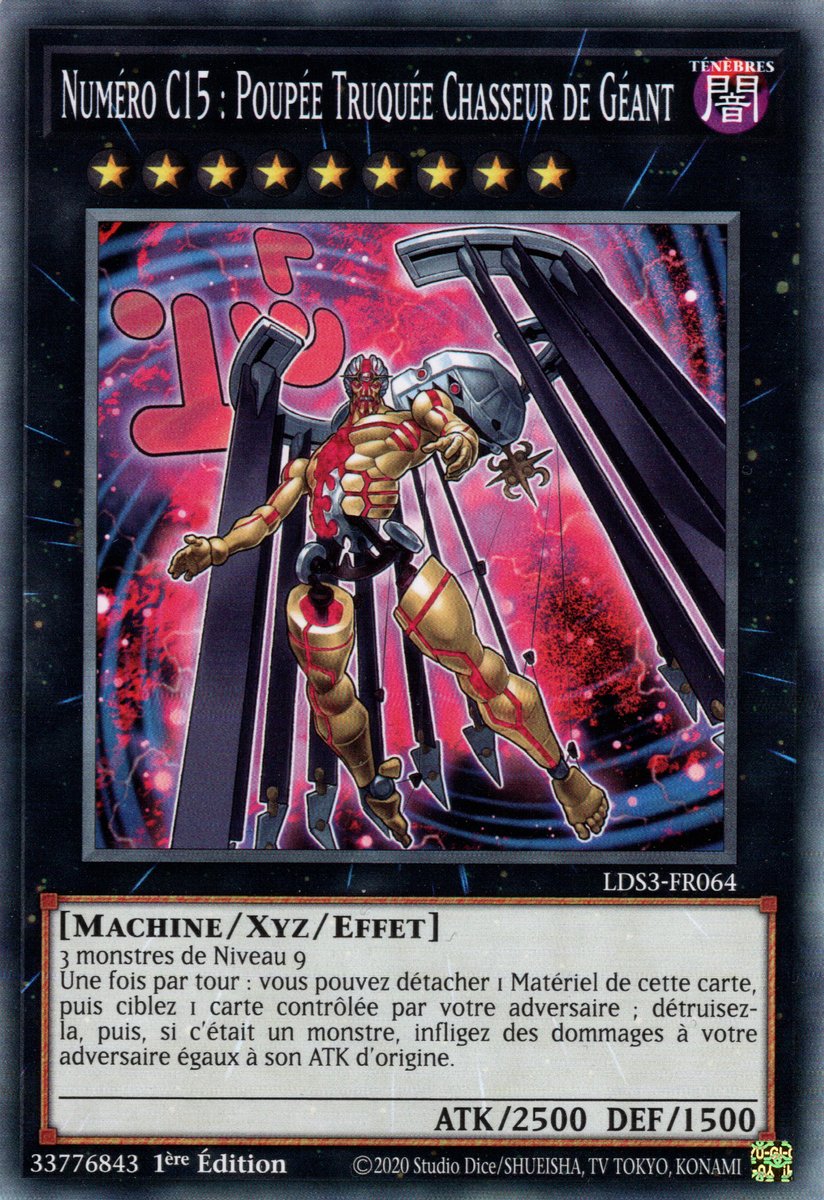 NUMÉRO C15 : POUPÉE TRUQUÉE CHASSEUR DE GÉANT
TÉNÈBRES
闇
LDS3-FR064
[MACHINE/XYZ/EFFET]
3 monstres de Niveau 9
Une fois par tour : vous pouvez détacher 1 Matériel de cette carte,
puis ciblez 1 carte contrôlée par votre adversaire ; détruisez-
la, puis, si c'était un monstre, infligez des dommages à votre
adversaire égaux à son ATK d'origine.
ATK/2500 DEF/1500
33776843 1ère Édition
©2020 Studio Dice/SHUEISHA, TV TOKYO, KONAMI